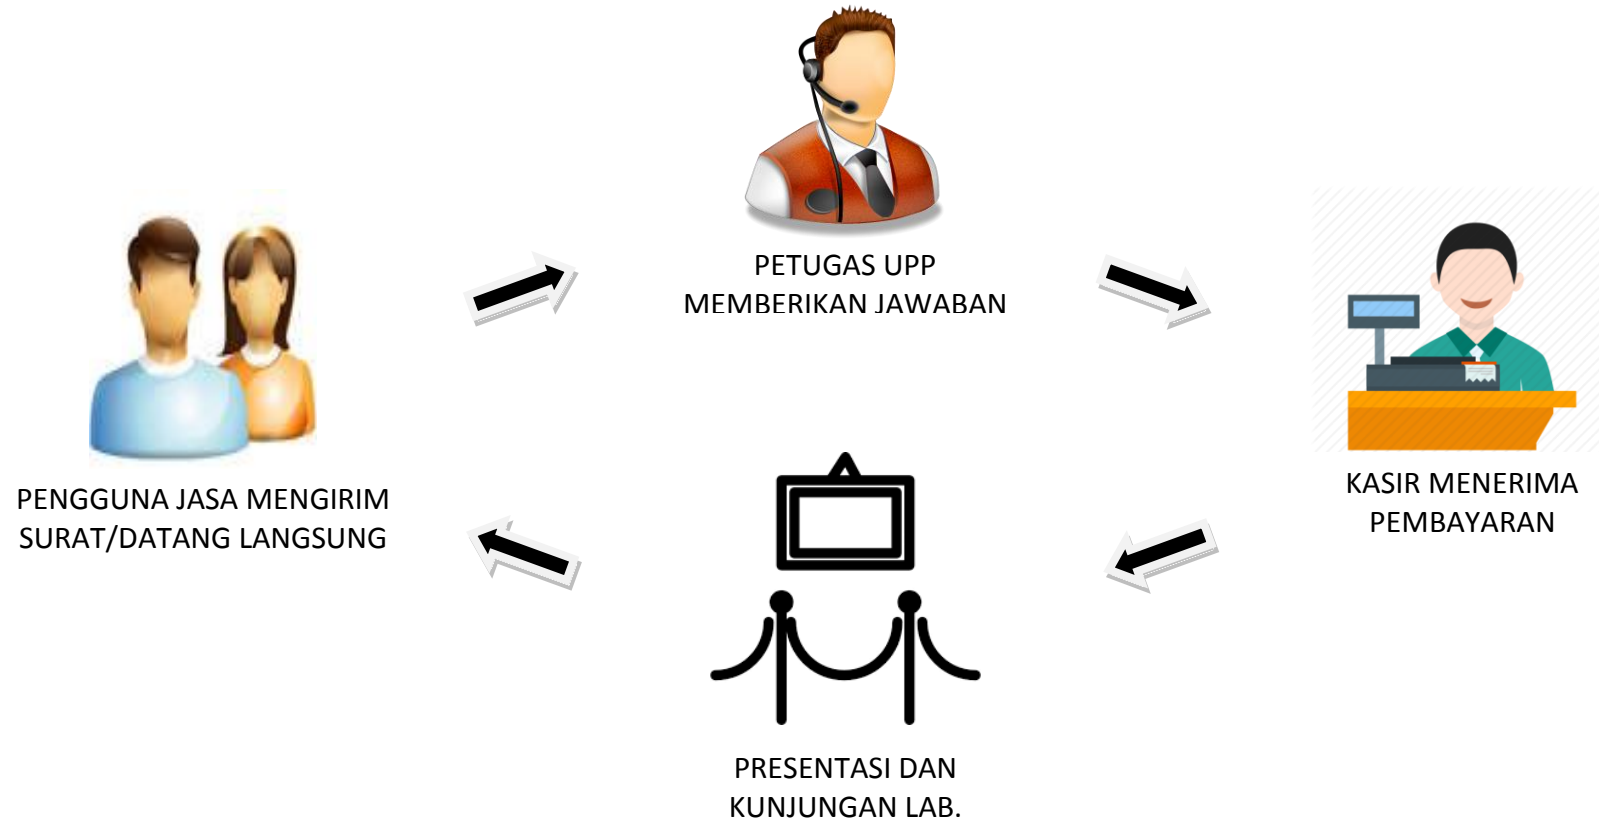 PETUGAS UPP
MEMBERIKAN JAWABAN
PENGGUNA JASA MENGIRIM
SURAT/DATANG LANGSUNG
KASIR MENERIMA
PEMBAYARAN
PRESENTASI DAN
KUNJUNGAN LAB.